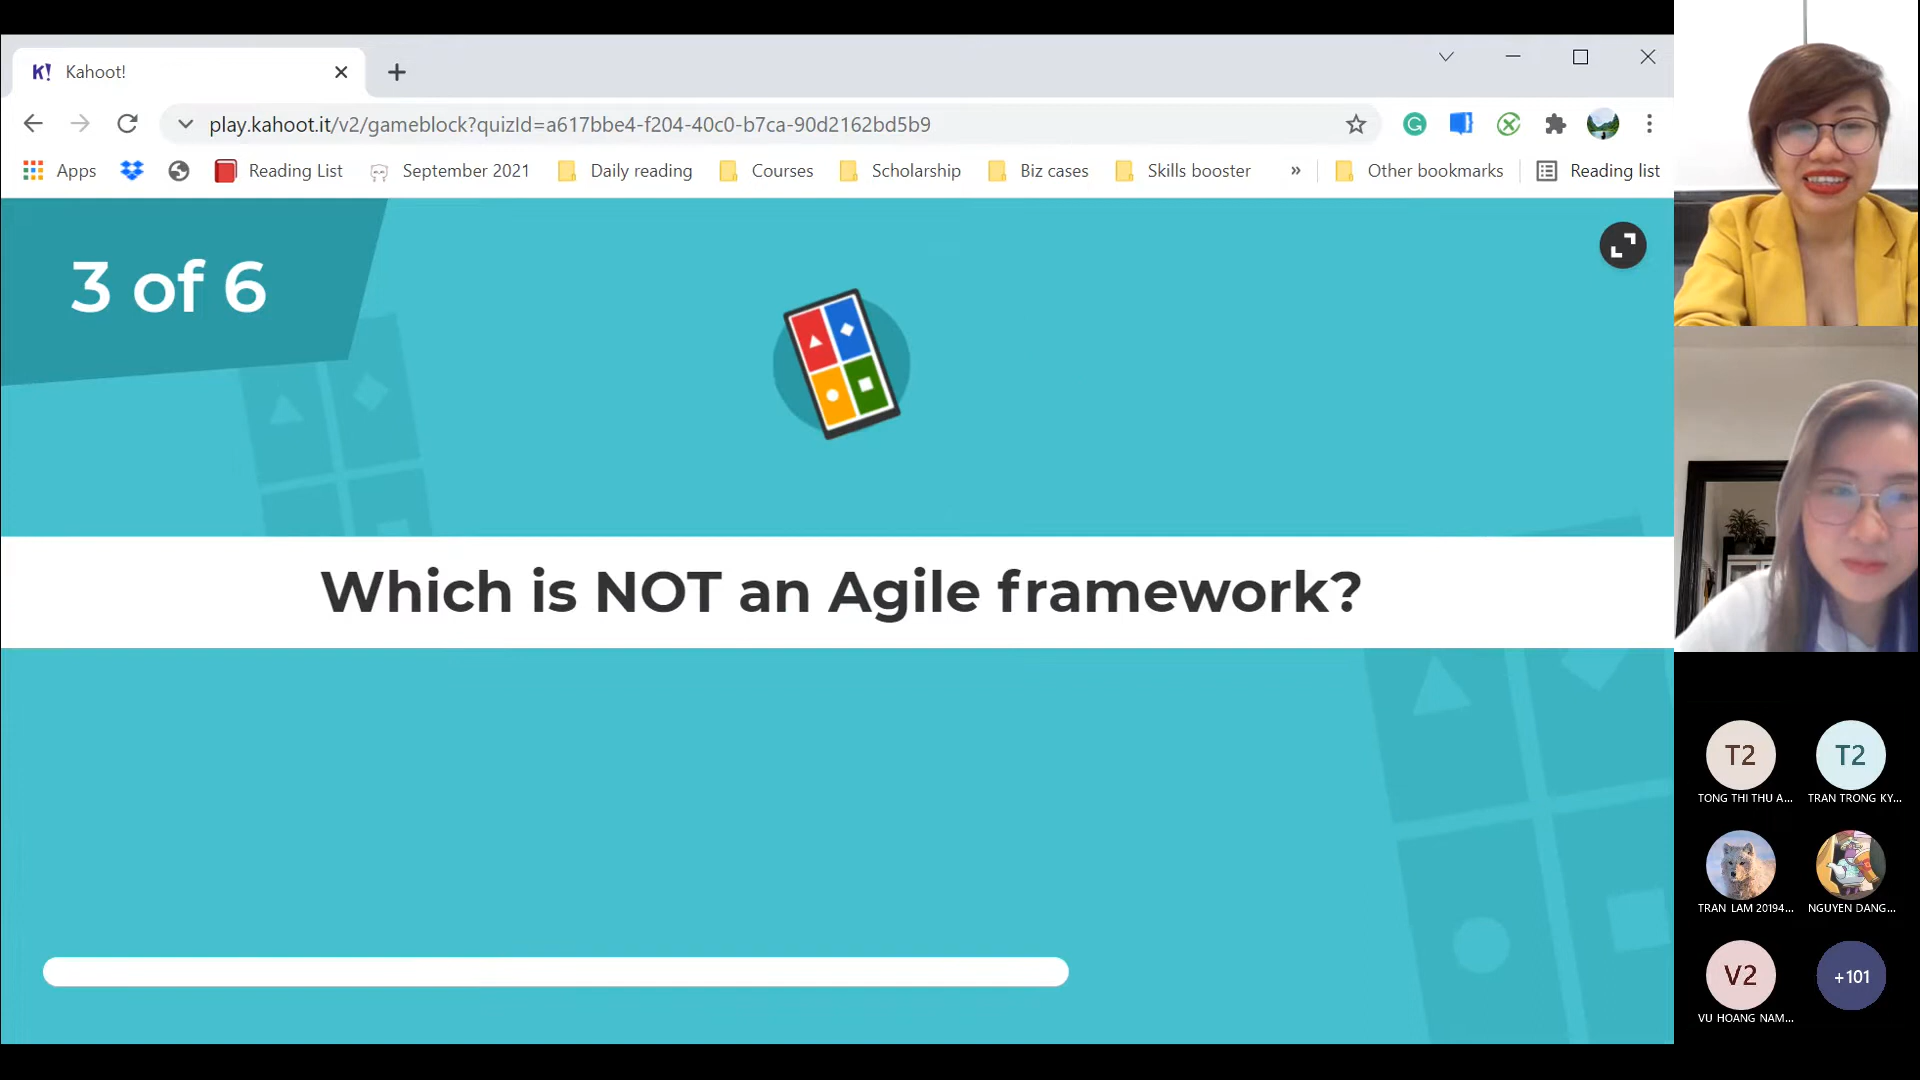 K! Kahoot!
play.kahoot.it/v2/gameblock?quizId=a617bbe4-f204-40c0-b7ca-90d2162bd5b9
Apps Reading List September 2021 Daily reading Courses Scholarship Biz cases Skills booster » Other bookmarks Reading list
3 of 6
Which is NOT an Agile framework?
T2 T2
TONG THI THU A... TRAN TRONG KY...
TRAN LAM 20194... NGUYEN DANG...
V2 +101
VU HOANG NAM...